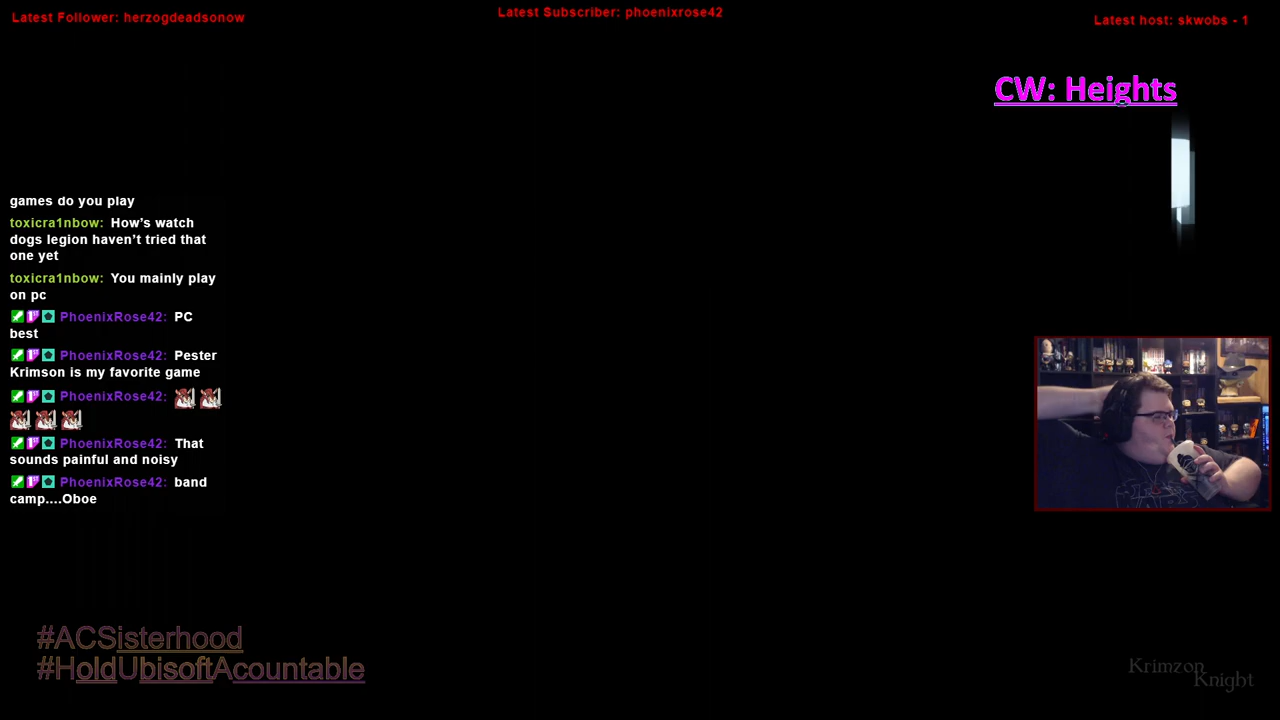 Latest Follower: herzogdeadsonow
Latest Subscriber: phoenixrose42
Latest host: skwobs - 1
CW: Heights
games do you play
toxicra1nbow: How's watch
dogs legion haven't tried that
one yet
toxicra1nbow: You mainly play
on pc
PhoenixRose42: PC
best
PhoenixRose42: Pester
Krimson is my favorite game
PhoenixRose42:
PhoenixRose42: That
sounds painful and noisy
PhoenixRose42: band
camp....Oboe
#ACSisterhood
#HoldUbisoftAcountable
Krimzon
Knight